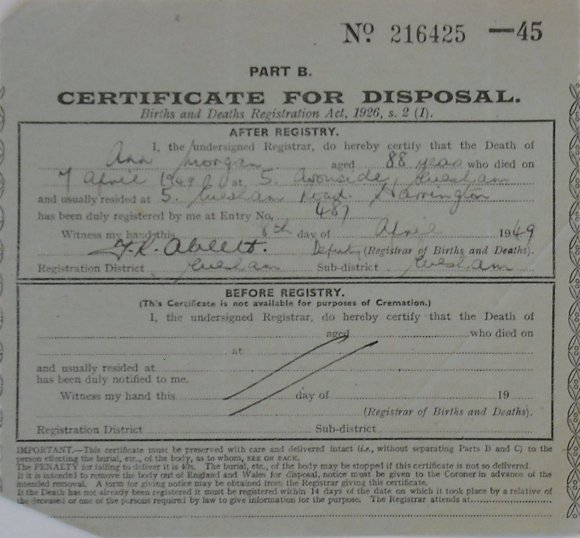 No 216425 —45
PART B.
CERTIFICATE FOR DISPOSAL.
Births and Deaths Registration Act, 1926, s. 2 (1).
AFTER REGISTRY.
I, the undersigned Registrar, do hereby certify that the Death of
Ann Morgan aged 88 years who died on
7 April 1949 at 5. Avonside, Evesham
and usually resided at 5. Evesham Road. Harvington
has been duly registered by me at Entry No. 487
Witness my hand this 8th day of April 1949
Deputy (Registrar of Births and Deaths).
Registration District Evesham Sub-district Evesham
BEFORE REGISTRY.
(This Certificate is not available for purposes of Cremation.)
I, the undersigned Registrar, do hereby certify that the Death of
aged who died on
at
and usually resided at
has been duly notified to me.
Witness my hand this day of 19
(Registrar of Births and Deaths).
Registration District Sub-district
IMPORTANT.—This certificate must be preserved with care and delivered intact (i.e., without separating Parts B and C) to the
person effecting the burial, etc., of the body, as to whom, SEE ON BACK.
The PENALTY for failing to deliver it is 40s. The burial, etc., of the body may be stopped if this certificate is not so delivered.
If it is intended to remove the body out of England and Wales for disposal, notice must be given to the Coroner in advance of the
intended removal. A form for giving notice may be obtained from the Registrar giving this certificate.
If the Death has not already been registered it must be registered within 14 days of the date on which it took place by a relative of
the deceased or one of the persons required by law to give information for the purpose. The Registrar attends at